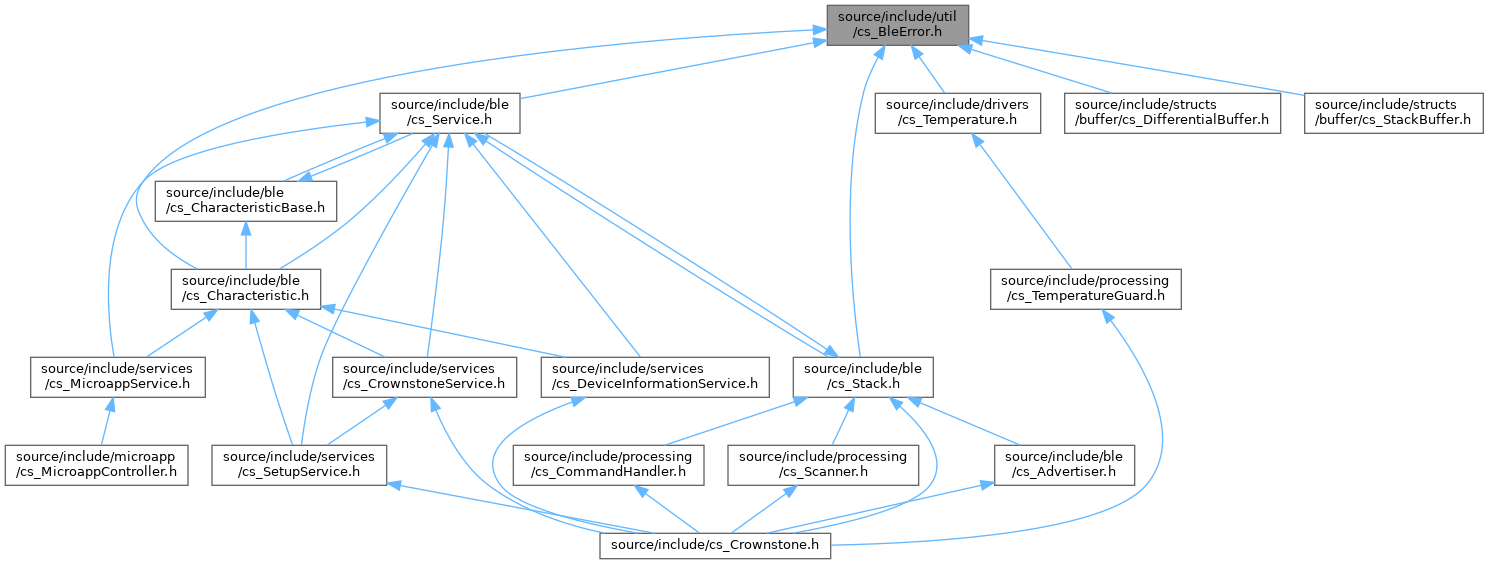 source/include/util
/cs_BleError.h
source/include/ble
/cs_Service.h
source/include/drivers
/cs_Temperature.h
source/include/structs
/buffer/cs_DifferentialBuffer.h
source/include/structs
/buffer/cs_StackBuffer.h
source/include/ble
/cs_CharacteristicBase.h
source/include/ble
/cs_Characteristic.h
source/include/processing
/cs_TemperatureGuard.h
source/include/services
/cs_MicroappService.h
source/include/services
/cs_CrownstoneService.h
source/include/services
/cs_DeviceInformationService.h
source/include/ble
/cs_Stack.h
source/include/microapp
/cs_MicroappController.h
source/include/services
/cs_SetupService.h
source/include/processing
/cs_CommandHandler.h
source/include/processing
/cs_Scanner.h
source/include/ble
/cs_Advertiser.h
source/include/cs_Crownstone.h